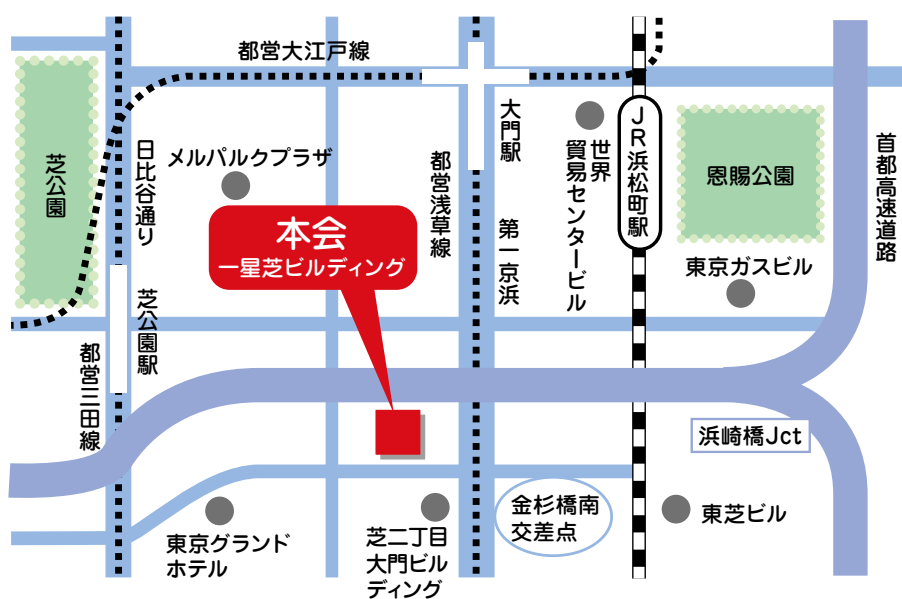 都営大江戸線
芝公園
日比谷通り
メルパルクプラザ
都営浅草線
大門駅
世界
貿易センタービル
JR浜松町駅
恩賜公園
首都高速道路
本会
一星芝ビルディング
第一京浜
東京ガスビル
芝公園駅
都営三田線
浜崎橋Jct
金杉橋南
交差点
東芝ビル
東京グランド
ホテル
芝二丁目
大門ビル
ディング